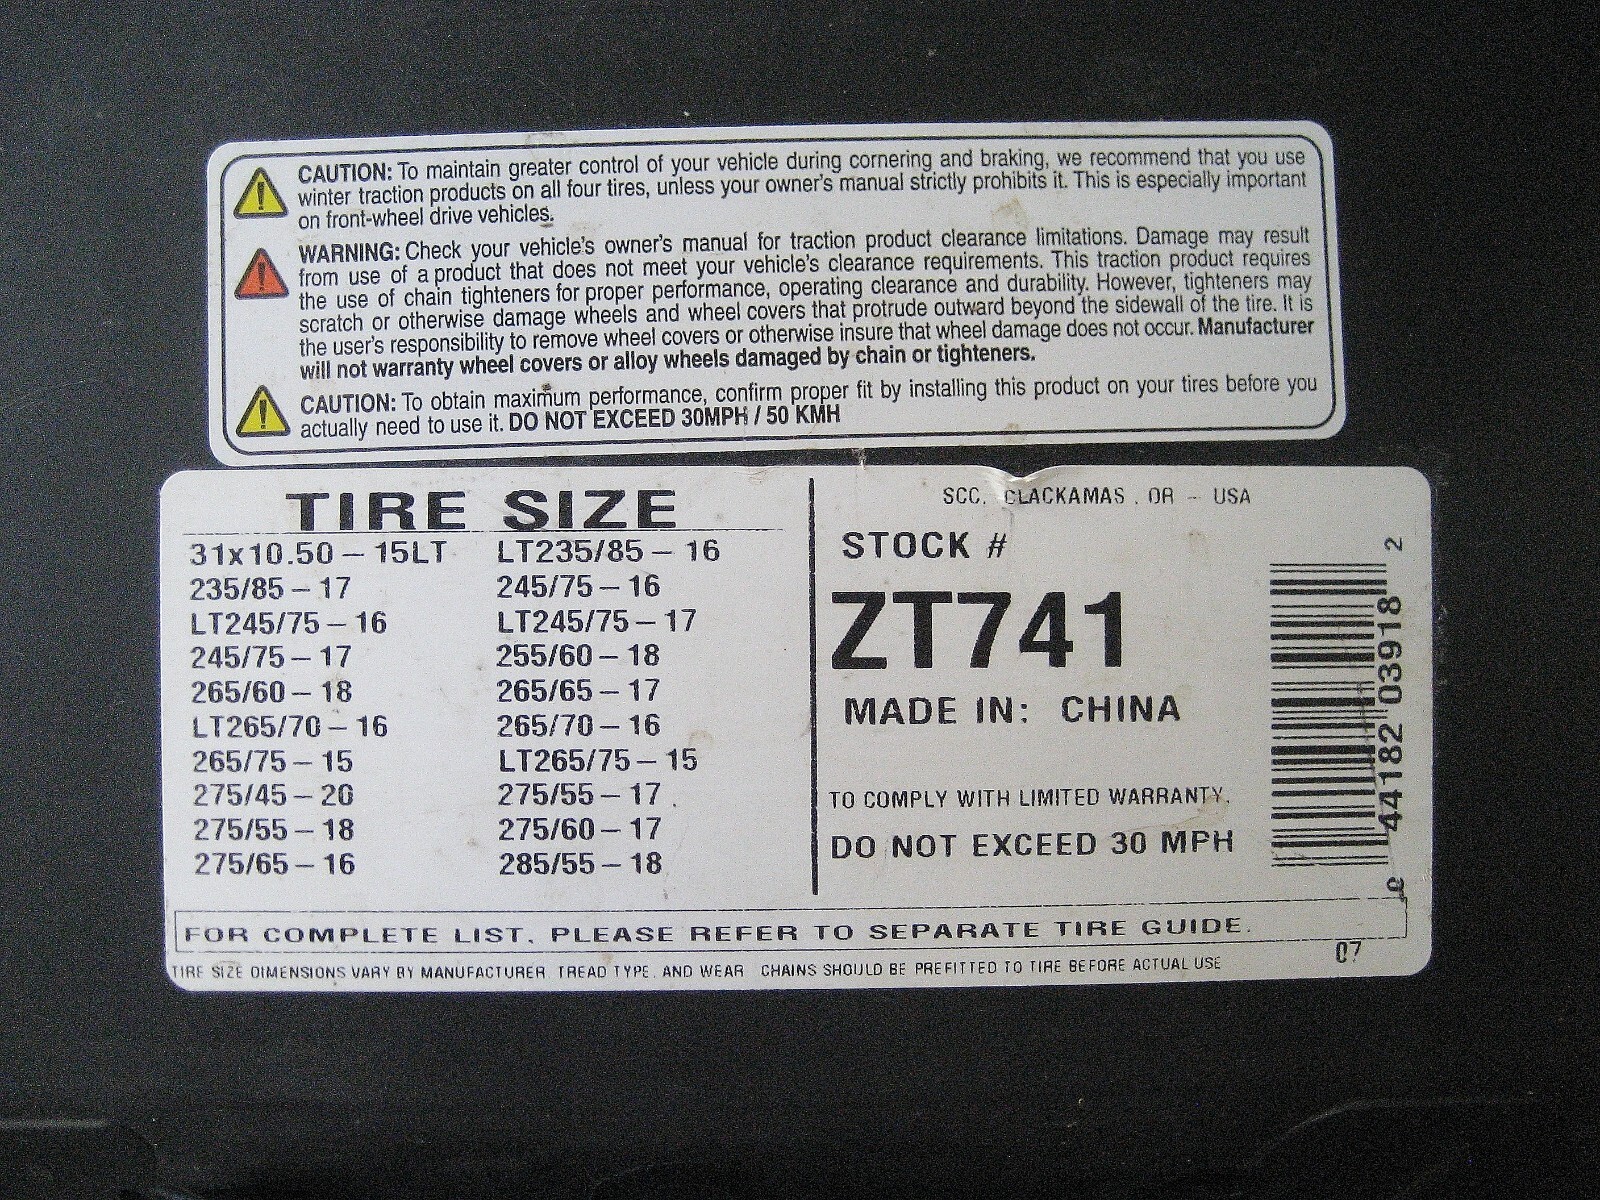 CAUTION: To maintain greater control of your vehicle during cornering and braking, we recommend that you use
winter traction products on all four tires, unless your owner's manual strictly prohibits it. This is especially important
on front-wheel drive vehicles.
WARNING: Check your vehicle's owner's manual for traction product clearance limitations. Damage may result
from use of a product that does not meet your vehicle's clearance requirements. This traction product requires
the use of chain tighteners for proper performance, operating clearance and durability. However, tighteners may
scratch or otherwise damage wheels and wheel covers that protrude outward beyond the sidewall of the tire. It is
the user's responsibility to remove wheel covers or otherwise insure that wheel damage does not occur. Manufacturer
will not warranty wheel covers or alloy wheels damaged by chain or tighteners.
CAUTION: To obtain maximum performance, confirm proper fit by installing this product on your tires before you
actually need to use it. DO NOT EXCEED 30MPH / 50 KMH
TIRE SIZE
31x10.50 - 15LT LT235/85 - 16
235/85 - 17 245/75 - 16
LT245/75 - 16 LT245/75 - 17
245/75 - 17 255/60 - 18
265/60 - 18 265/65 - 17
LT265/70 - 16 265/70 - 16
265/75 - 15 LT265/75 - 15
275/45 - 20 275/55 - 17
275/55 - 18 275/60 - 17
275/65 - 16 285/55 - 18
SCC. CLACKAMAS, OR - USA
STOCK #
ZT741
MADE IN: CHINA
TO COMPLY WITH LIMITED WARRANTY,
DO NOT EXCEED 30 MPH
0 44182 03918 2
FOR COMPLETE LIST, PLEASE REFER TO SEPARATE TIRE GUIDE.
07
TIRE SIZE DIMENSIONS VARY BY MANUFACTURER TREAD TYPE, AND WEAR CHAINS SHOULD BE PREFITTED TO TIRE BEFORE ACTUAL USE